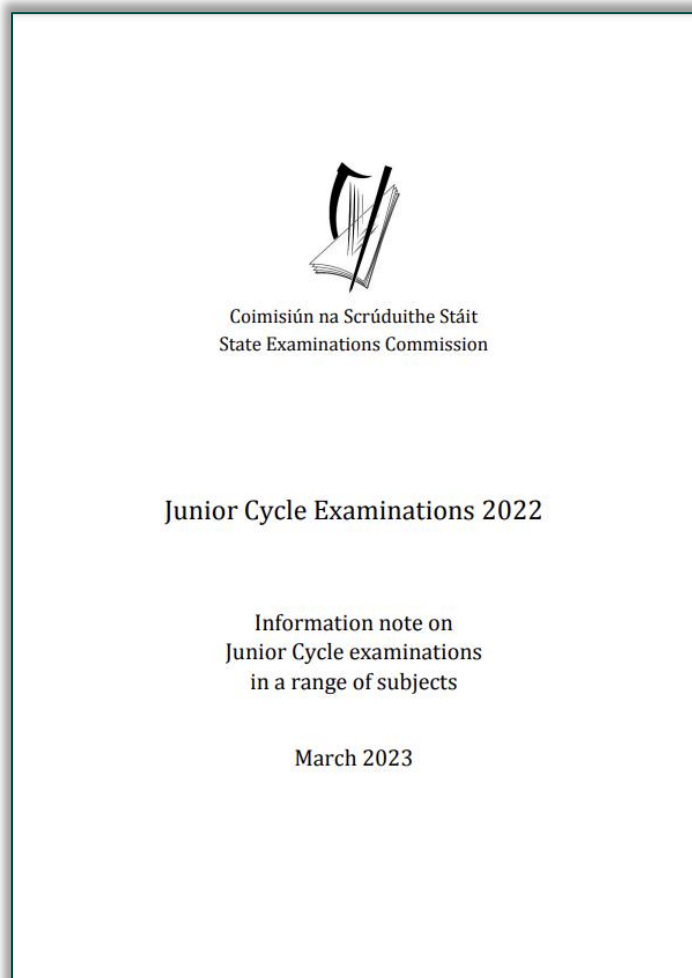 Coimisiún na Scrúduithe Stáit
State Examinations Commission
Junior Cycle Examinations 2022
Information note on
Junior Cycle examinations
in a range of subjects
March 2023